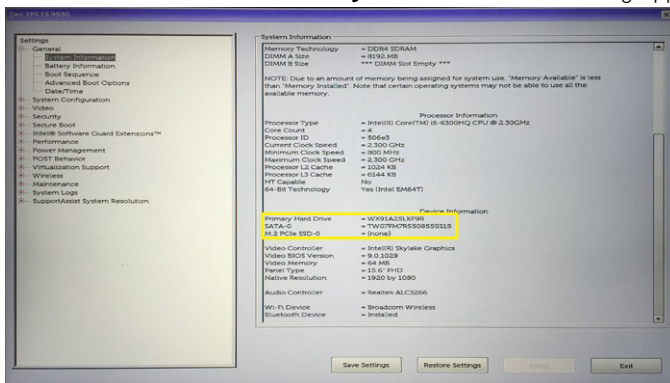 Dell XPS 15 9550
Settings
General
System Information
Battery Information
Boot Sequence
Advanced Boot Options
Date/Time
System Configuration
Video
Security
Secure Boot
Intel® Software Guard Extensions™
Performance
Power Management
POST Behavior
Virtualization Support
Wireless
Maintenance
System Logs
SupportAssist System Resolution
System Information
Memory Technology = DDR4 SDRAM
DIMM A Size = 8192 MB
DIMM B Size *** DIMM Slot Empty ***
NOTE: Due to an amount of memory being assigned for system use, "Memory Available" is less
than "Memory Installed". Note that certain operating systems may not be able to use all the
available memory.
Processor Information
Processor Type = Intel(R) Core(TM) i5-6300HQ CPU @ 2.30GHz
Core Count = 4
Processor ID = 506e3
Current Clock Speed = 2.300 GHz
Minimum Clock Speed = 800 MHz
Maximum Clock Speed = 2.300 GHz
Processor L2 Cache = 1024 KB
Processor L3 Cache = 6144 KB
HT Capable No
64-Bit Technology Yes (Intel EM64T)
Device Information
Primary Hard Drive = WX91A25LKF9R
SATA-0 = TW07FM7R5508555515
M.2 PCIe SSD-0 = (none)
Video Controller = Intel(R) Skylake Graphics
Video BIOS Version = 9.0.1029
Video Memory = 64 MB
Panel Type = 15.6" FHD
Native Resolution = 1920 by 1080
Audio Controller = Realtek ALC3266
Wi-Fi Device = Broadcom Wireless
Bluetooth Device = Installed
Save Settings Restore Settings Apply Exit